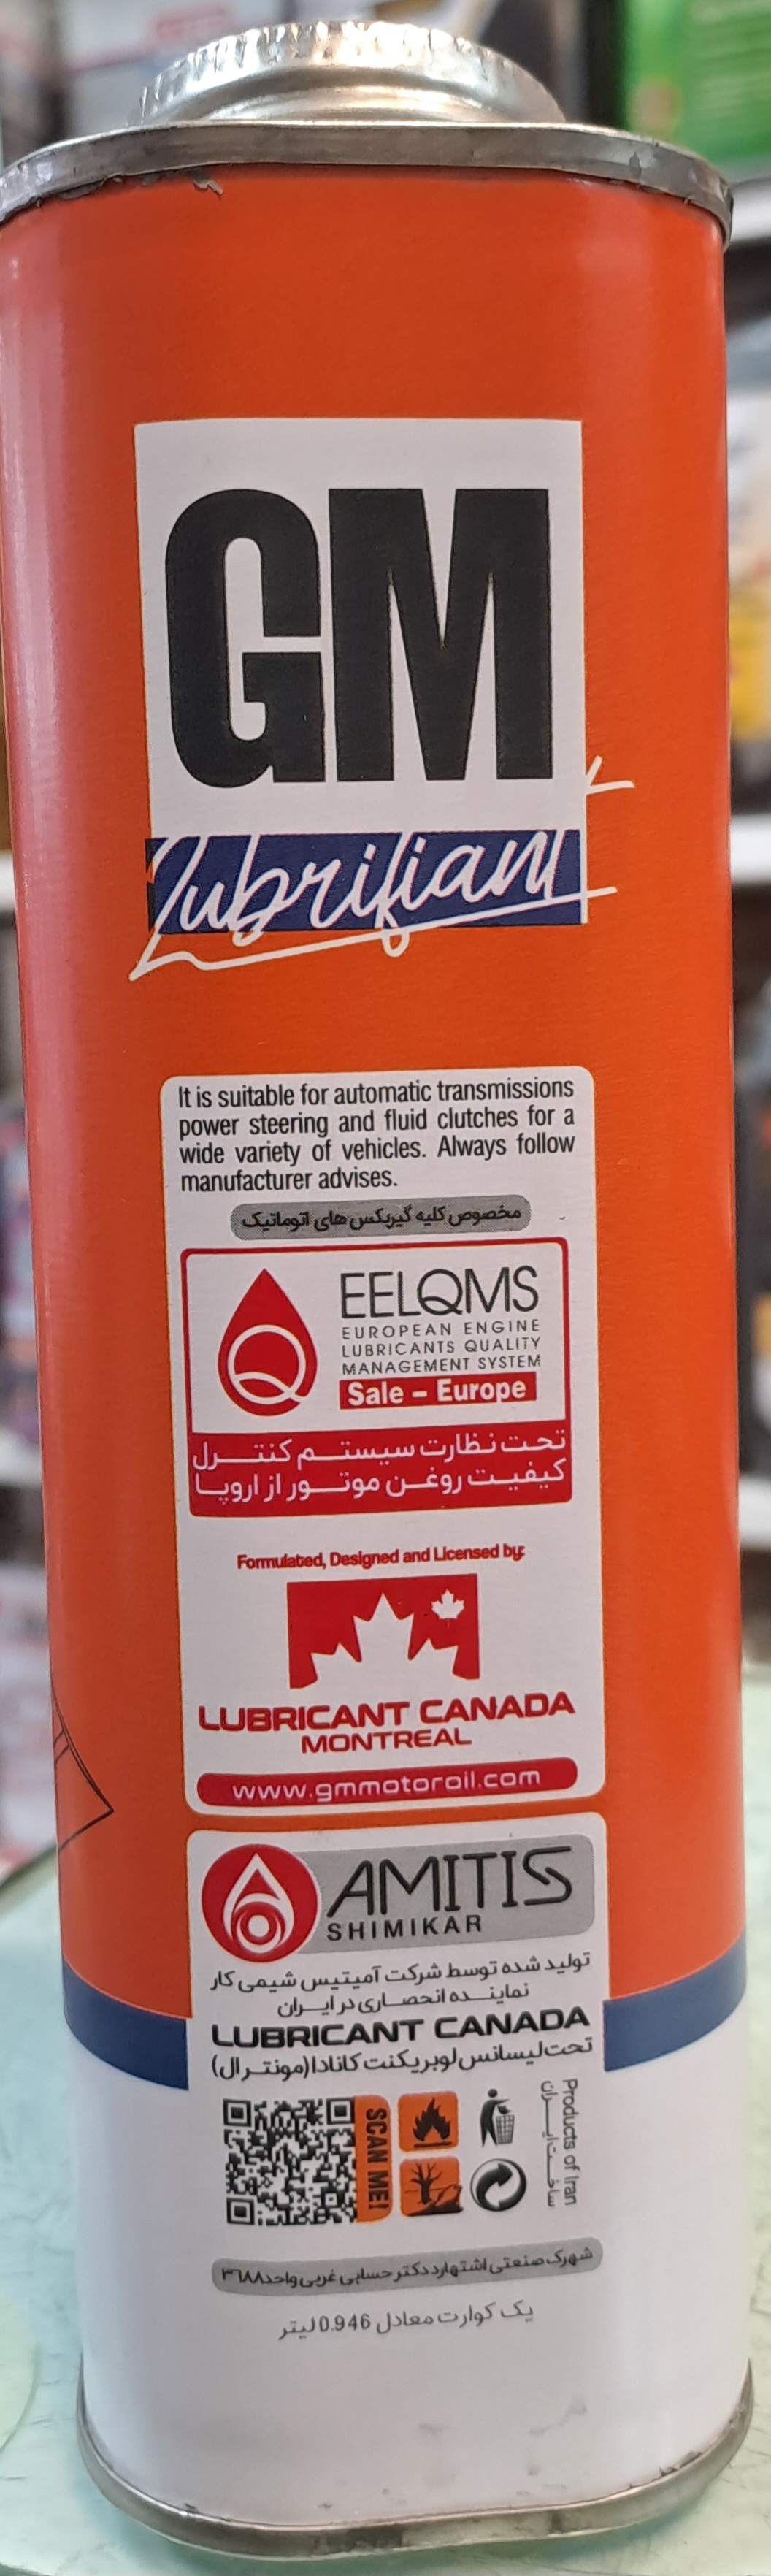 GM
Lubrifiant
It is suitable for automatic transmissions
power steering and fluid clutches for a
wide variety of vehicles. Always follow
manufacturer advises.
مخصوص کلیه گیربکس های اتوماتیک
EELQMS
EUROPEAN ENGINE
LUBRICANTS QUALITY
MANAGEMENT SYSTEM
Sale – Europe
تحت نظارت سیستم کنترل
کیفیت روغن موتور از اروپا
Formulated, Designed and Licensed by:
LUBRICANT CANADA
MONTREAL
www.gmmotoroil.com
AMITIS
SHIMIKAR
تولید شده توسط شرکت آمیتیس شیمی کار
نماینده انحصاری در ایران
LUBRICANT CANADA
تحت لیسانس لوبریکنت کانادا (مونترال)
SCAN ME!
Products of Iran
ساخت ایران
شهرک صنعتی اشتهارد دکتر حسابی غربی واحد ۳۶۸۸
یک کوارت معادل 0.946 لیتر